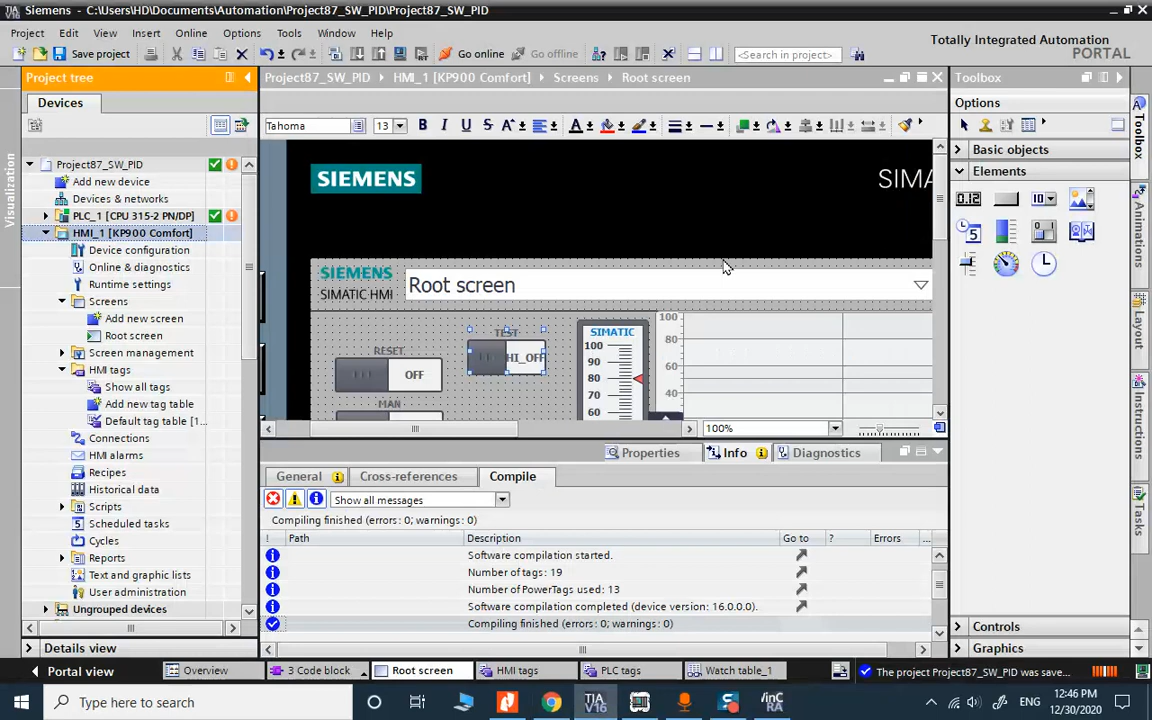 Siemens - C:\Users\HD\Documents\Automation\Project87_SW_PID\Project87_SW_PID
Project Edit View Insert Online Options Tools Window Help
Totally Integrated Automation
PORTAL
Save project
Go online
Go offline
<Search in project>
Project tree
Project87_SW_PID HMI_1 [KP900 Comfort] Screens Root screen
Toolbox
Devices
Options
Tahoma
13
B I U S
Basic objects
Elements
Project87_SW_PID
Add new device
Devices & networks
PLC_1 [CPU 315-2 PN/DP]
HMI_1 [KP900 Comfort]
Device configuration
Online & diagnostics
Runtime settings
Screens
Add new screen
Root screen
Screen management
HMI tags
Show all tags
Add new tag table
Default tag table [1...
Connections
HMI alarms
Recipes
Historical data
Scripts
Scheduled tasks
Cycles
Reports
Text and graphic lists
User administration
Ungrouped devices
Details view
Visualization
SIEMENS
SIMA
SIEMENS
SIMATIC HMI
Root screen
TEST
HI_OFF
RESET
OFF
MAN
SIMATIC
100
90
80
70
60
100
80
60
40
100%
Properties
Info
Diagnostics
General
Cross-references
Compile
Show all messages
Compiling finished (errors: 0; warnings: 0)
! Path Description Go to ? Errors ...
Software compilation started.
Number of tags: 19
Number of PowerTags used: 13
Software compilation completed (device version: 16.0.0.0).
Compiling finished (errors: 0; warnings: 0)
Controls
Graphics
Toolbox
Animations
Layout
Instructions
Tasks
Portal view
Overview
3 Code block
Root screen
HMI tags
PLC tags
Watch table_1
The project Project87_SW_PID was save...
Type here to search
ENG
12:46 PM
12/30/2020